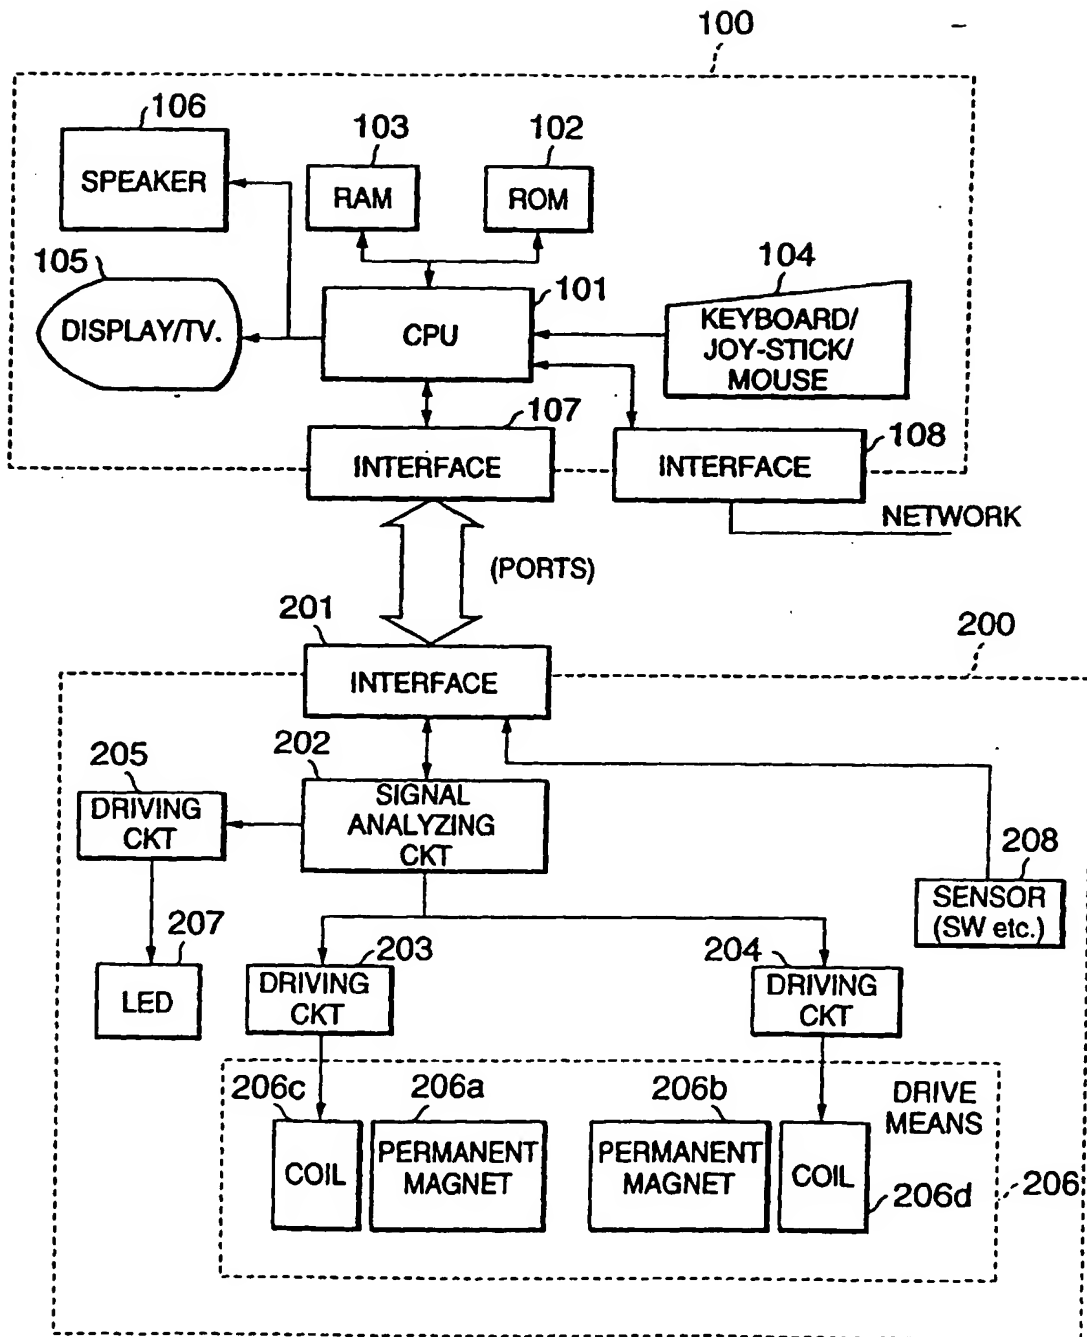 100
106
SPEAKER
103
RAM
102
ROM
105
DISPLAY/TV.
101
CPU
104
KEYBOARD/
JOY-STICK/
MOUSE
107
INTERFACE
108
INTERFACE
NETWORK
(PORTS)
201
INTERFACE
200
202
SIGNAL
ANALYZING
CKT
205
DRIVING
CKT
208
SENSOR
(SW etc.)
207
LED
203
DRIVING
CKT
204
DRIVING
CKT
206c
COIL
206a
PERMANENT
MAGNET
206b
PERMANENT
MAGNET
DRIVE
MEANS
COIL
206d
206